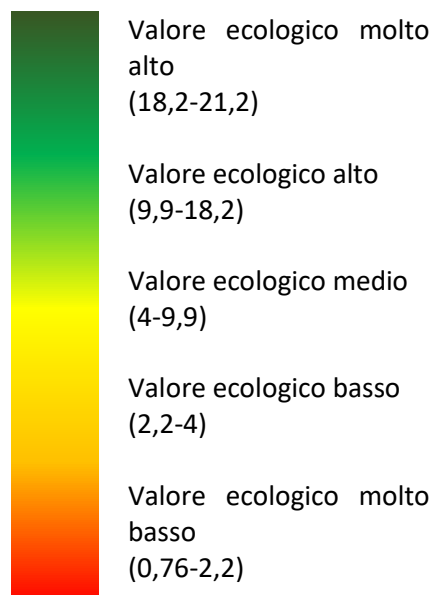 Valore ecologico molto
alto
(18,2-21,2)
Valore ecologico alto
(9,9-18,2)
Valore ecologico medio
(4-9,9)
Valore ecologico basso
(2,2-4)
Valore ecologico molto
basso
(0,76-2,2)